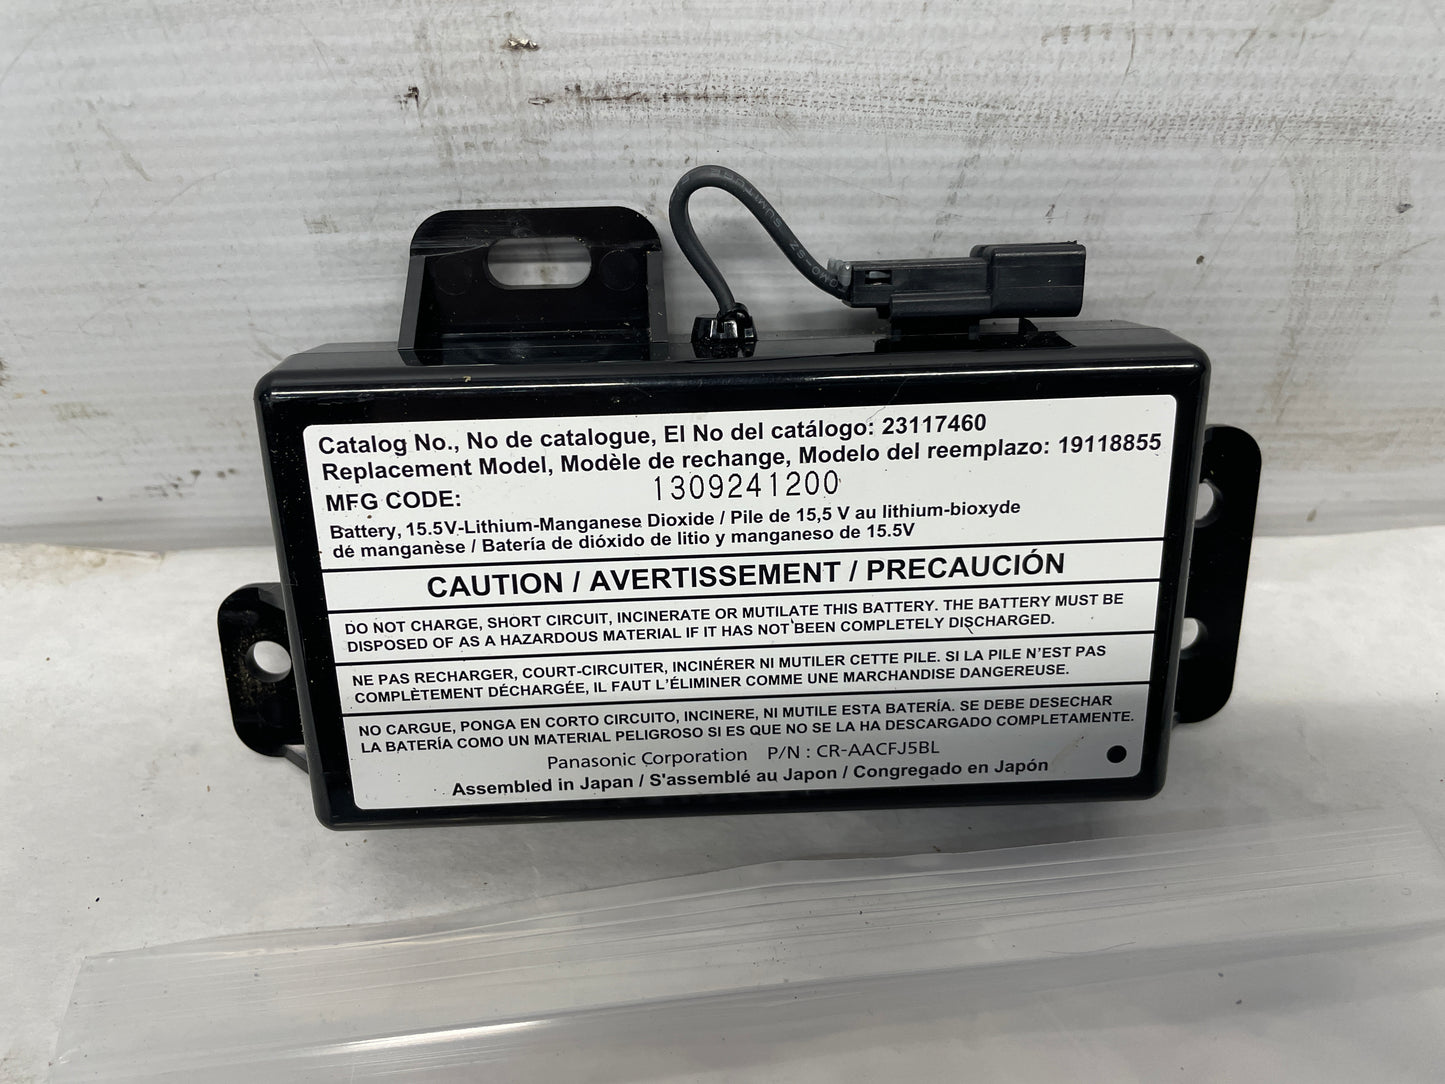 SUMITOMO-SZ
Catalog No., No de catalogue, El No del catálogo: 23117460
Replacement Model, Modèle de rechange, Modelo del reemplazo: 19118855
MFG CODE: 1309241200
Battery, 15.5V-Lithium-Manganese Dioxide / Pile de 15,5 V au lithium-bioxyde
dé manganèse / Batería de dióxido de litio y manganeso de 15.5V
CAUTION / AVERTISSEMENT / PRECAUCIÓN
DO NOT CHARGE, SHORT CIRCUIT, INCINERATE OR MUTILATE THIS BATTERY. THE BATTERY MUST BE
DISPOSED OF AS A HAZARDOUS MATERIAL IF IT HAS NOT BEEN COMPLETELY DISCHARGED.
NE PAS RECHARGER, COURT-CIRCUITER, INCINÉRER NI MUTILER CETTE PILE. SI LA PILE N'EST PAS
COMPLÈTEMENT DÉCHARGÉE, IL FAUT L'ÉLIMINER COMME UNE MARCHANDISE DANGEREUSE.
NO CARGUE, PONGA EN CORTO CIRCUITO, INCINERE, NI MUTILE ESTA BATERÍA. SE DEBE DESECHAR
LA BATERÍA COMO UN MATERIAL PELIGROSO SI ES QUE NO SE LA HA DESCARGADO COMPLETAMENTE.
Panasonic Corporation P/N : CR-AACFJ5BL
Assembled in Japan / S'assemblé au Japon / Congregado en Japón